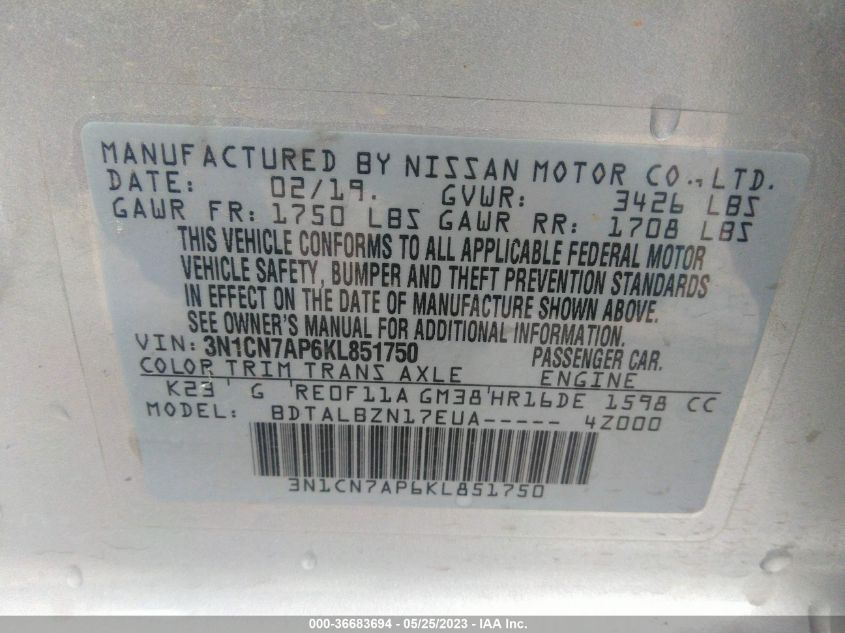 MANUFACTURED BY NISSAN MOTOR CO., LTD.
DATE: 02/19. GVWR: 3426 LBS
GAWR FR: 1750 LBS GAWR RR: 1708 LBS
THIS VEHICLE CONFORMS TO ALL APPLICABLE FEDERAL MOTOR
VEHICLE SAFETY, BUMPER AND THEFT PREVENTION STANDARDS
IN EFFECT ON THE DATE OF MANUFACTURE SHOWN ABOVE.
SEE OWNER'S MANUAL FOR ADDITIONAL INFORMATION.
VIN: 3N1CN7AP6KL851750 PASSENGER CAR.
COLOR TRIM TRANS AXLE ENGINE
K23 ' G 'RE0F11A GM38'HR16DE 1598 CC
MODEL: BDTALBZN17EUA----- 4Z000
3N1CN7AP6KL851750
000-36683694 - 05/25/2023 - IAA Inc.